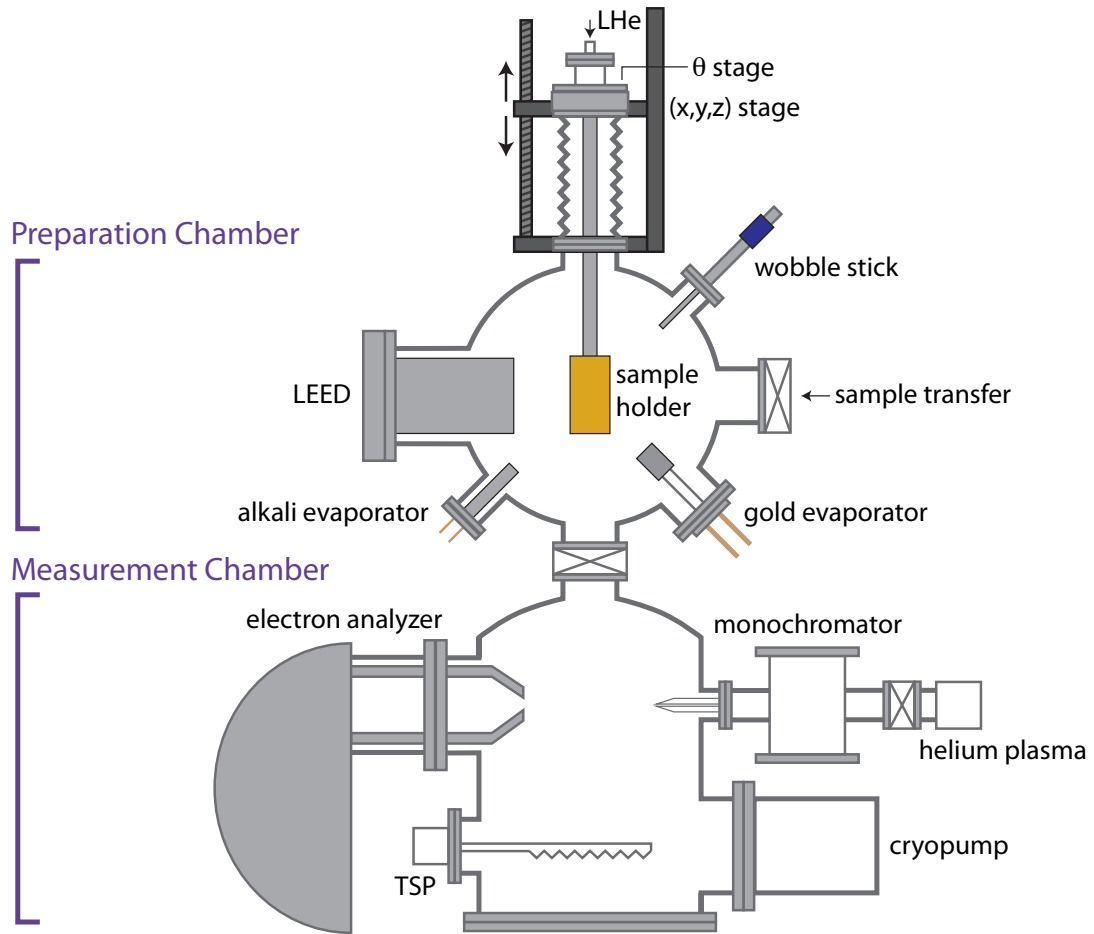 LHe
θ stage
(x,y,z) stage
Preparation Chamber
wobble stick
LEED
sample
holder
sample transfer
alkali evaporator
gold evaporator
Measurement Chamber
electron analyzer
monochromator
helium plasma
cryopump
TSP